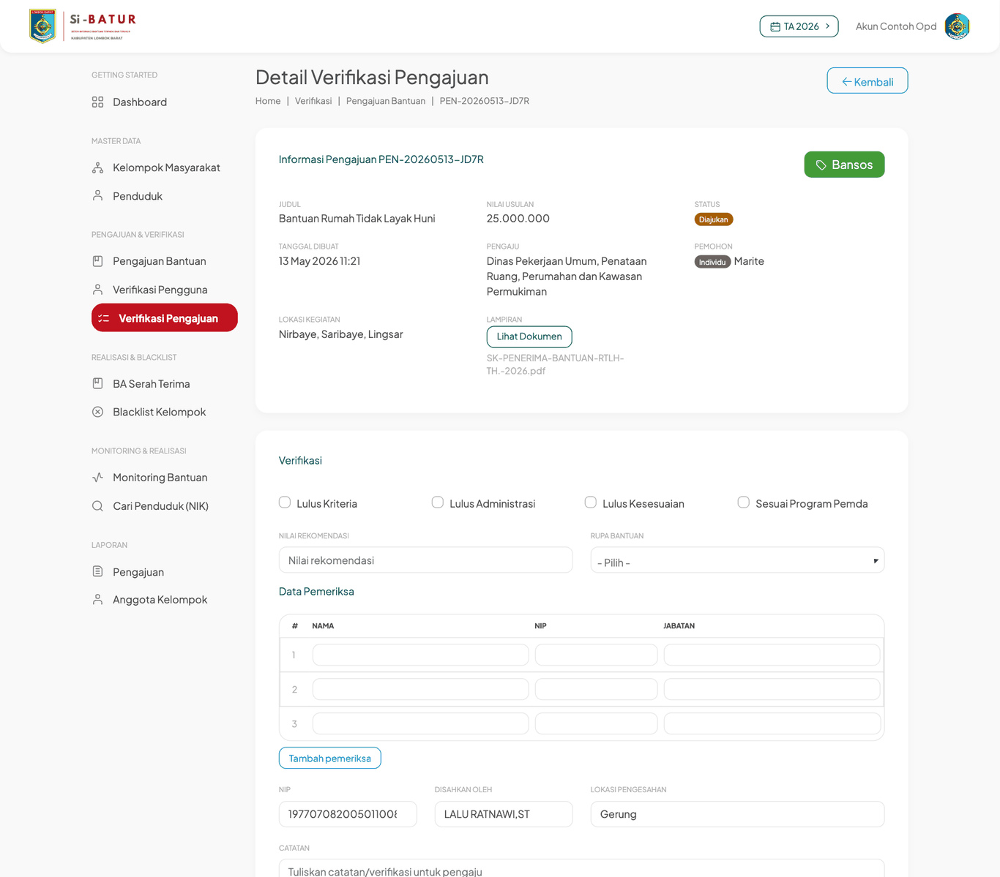 Si-BATUR
KABUPATEN LOMBOK BARAT
TA 2026
Akun Contoh Opd
GETTING STARTED
Dashboard
MASTER DATA
Kelompok Masyarakat
Penduduk
PENGAJUAN & VERIFIKASI
Pengajuan Bantuan
Verifikasi Pengguna
Verifikasi Pengajuan
REALISASI & BLACKLIST
BA Serah Terima
Blacklist Kelompok
MONITORING & REALISASI
Monitoring Bantuan
Cari Penduduk (NIK)
LAPORAN
Pengajuan
Anggota Kelompok
Detail Verifikasi Pengajuan
Home | Verifikasi | Pengajuan Bantuan | PEN-20260513-JD7R
Kembali
Informasi Pengajuan PEN-20260513-JD7R
Bansos
JUDUL
Bantuan Rumah Tidak Layak Huni
NILAI USULAN
25.000.000
STATUS
Diajukan
TANGGAL DIBUAT
13 May 2026 11:21
PENGAJU
Dinas Pekerjaan Umum, Penataan
Ruang, Perumahan dan Kawasan
Permukiman
PEMOHON
Individu Marite
LOKASI KEGIATAN
Nirbaye, Saribaye, Lingsar
LAMPIRAN
Lihat Dokumen
SK-PENERIMA-BANTUAN-RTLH-
TH.-2026.pdf
Verifikasi
Lulus Kriteria
Lulus Administrasi
Lulus Kesesuaian
Sesuai Program Pemda
NILAI REKOMENDASI
Nilai rekomendasi
RUPA BANTUAN
- Pilih -
Data Pemeriksa
# NAMA NIP JABATAN
1
2
3
Tambah pemeriksa
NIP
19770708200501100
DISAHKAN OLEH
LALU RATNAWI,ST
LOKASI PENGESAHAN
Gerung
CATATAN
Tuliskan catatan/verifikasi untuk pengaju